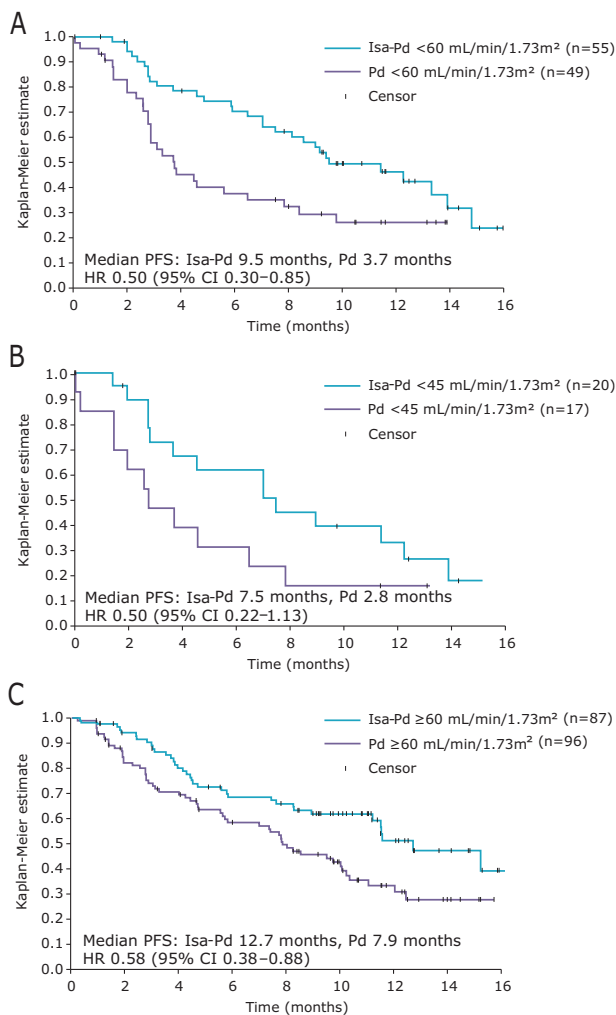 A
Kaplan-Meier estimate
1.0
0.9
0.8
0.7
0.6
0.5
0.4
0.3
0.2
0.1
0.0
Isa-Pd <60 mL/min/1.73m² (n=55)
Pd <60 mL/min/1.73m² (n=49)
Censor
Median PFS: Isa-Pd 9.5 months, Pd 3.7 months
HR 0.50 (95% CI 0.30–0.85)
0 2 4 6 8 10 12 14 16
Time (months)
B
Kaplan-Meier estimate
1.0
0.9
0.8
0.7
0.6
0.5
0.4
0.3
0.2
0.1
0.0
Isa-Pd <45 mL/min/1.73m² (n=20)
Pd <45 mL/min/1.73m² (n=17)
Censor
Median PFS: Isa-Pd 7.5 months, Pd 2.8 months
HR 0.50 (95% CI 0.22–1.13)
0 2 4 6 8 10 12 14 16
Time (months)
C
Kaplan-Meier estimate
1.0
0.9
0.8
0.7
0.6
0.5
0.4
0.3
0.2
0.1
0.0
Isa-Pd ≥60 mL/min/1.73m² (n=87)
Pd ≥60 mL/min/1.73m² (n=96)
Censor
Median PFS: Isa-Pd 12.7 months, Pd 7.9 months
HR 0.58 (95% CI 0.38–0.88)
0 2 4 6 8 10 12 14 16
Time (months)